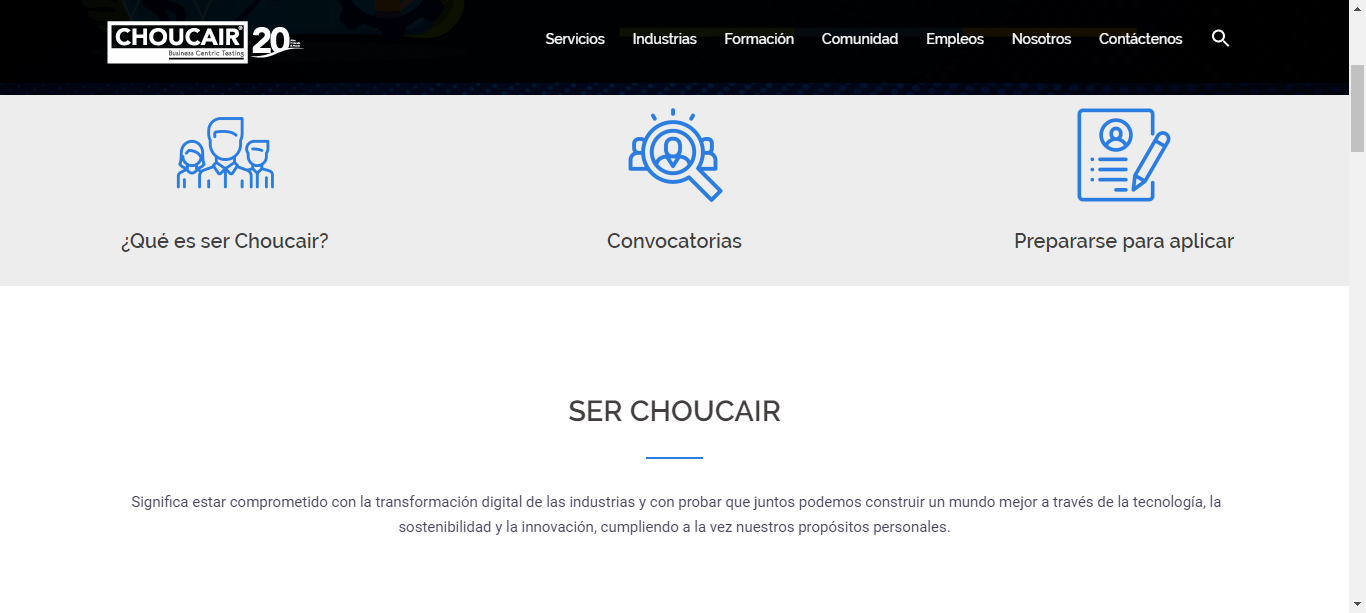 CHOUCAIR®
Business Centric Testing
20
Servicios Industrias Formación Comunidad Empleos Nosotros Contáctenos
¿Qué es ser Choucair? Convocatorias Prepararse para aplicar
SER CHOUCAIR
Significa estar comprometido con la transformación digital de las industrias y con probar que juntos podemos construir un mundo mejor a través de la tecnología, la
sostenibilidad y la innovación, cumpliendo a la vez nuestros propósitos personales.